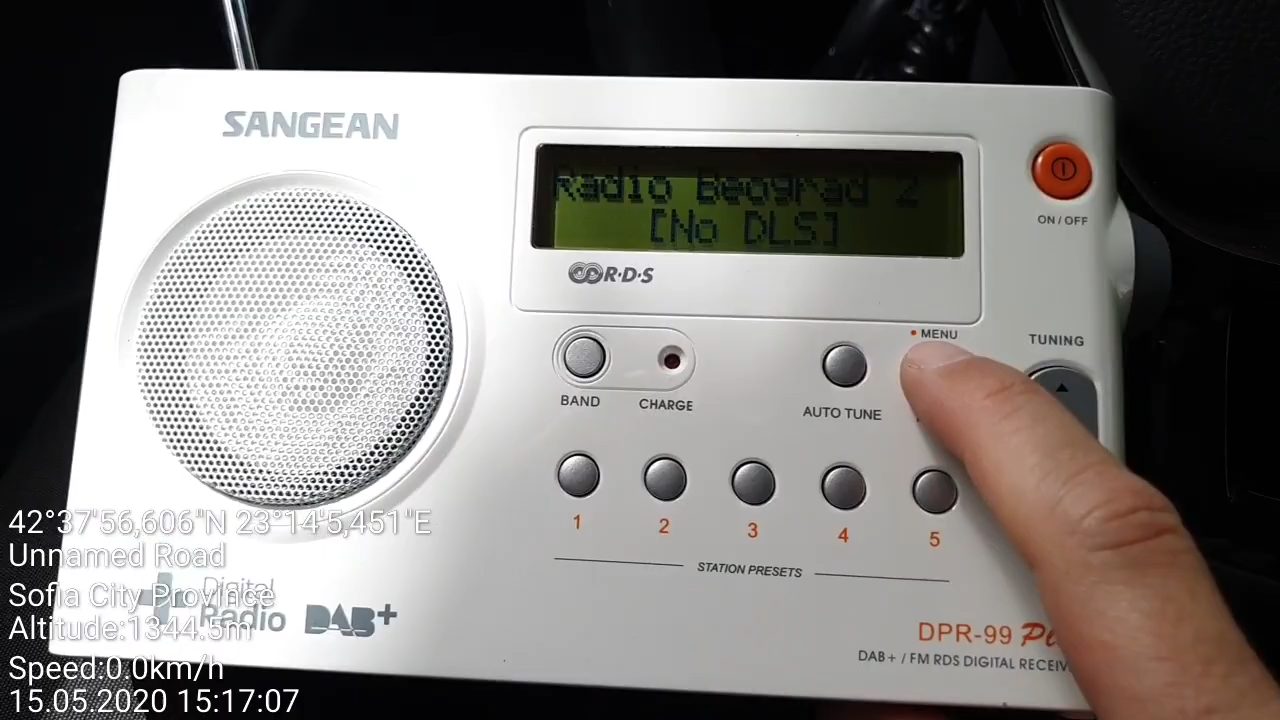 SANGEAN
Radio Beograd 2
[No DLS]
ON / OFF
R·D·S
• MENU
TUNING
BAND
CHARGE
AUTO TUNE
1 2 3 4 5
STATION PRESETS
42°37'56,606"N 23°14'5,451"E
Unnamed Road
Sofia City Province
Altitude:1344.5m
Speed:0.0km/h
15.05.2020 15:17:07
Digital
Radio
DAB+
DPR-99
DAB+ / FM RDS DIGITAL